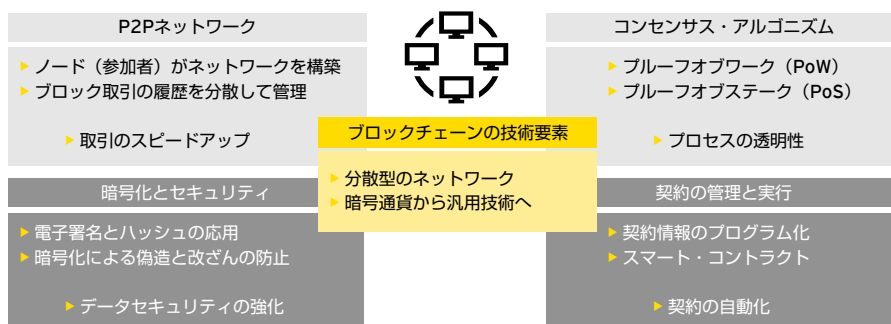 P2Pネットワーク
ノード（参加者）がネットワークを構築
ブロック取引の履歴を分散して管理
取引のスピードアップ
コンセンサス・アルゴニズム
プルーフオブワーク（PoW）
プルーフオブステーク（PoS）
プロセスの透明性
ブロックチェーンの技術要素
分散型のネットワーク
暗号通貨から汎用技術へ
暗号化とセキュリティ
電子署名とハッシュの応用
暗号化による偽造と改ざんの防止
データセキュリティの強化
契約の管理と実行
契約情報のプログラム化
スマート・コントラクト
契約の自動化